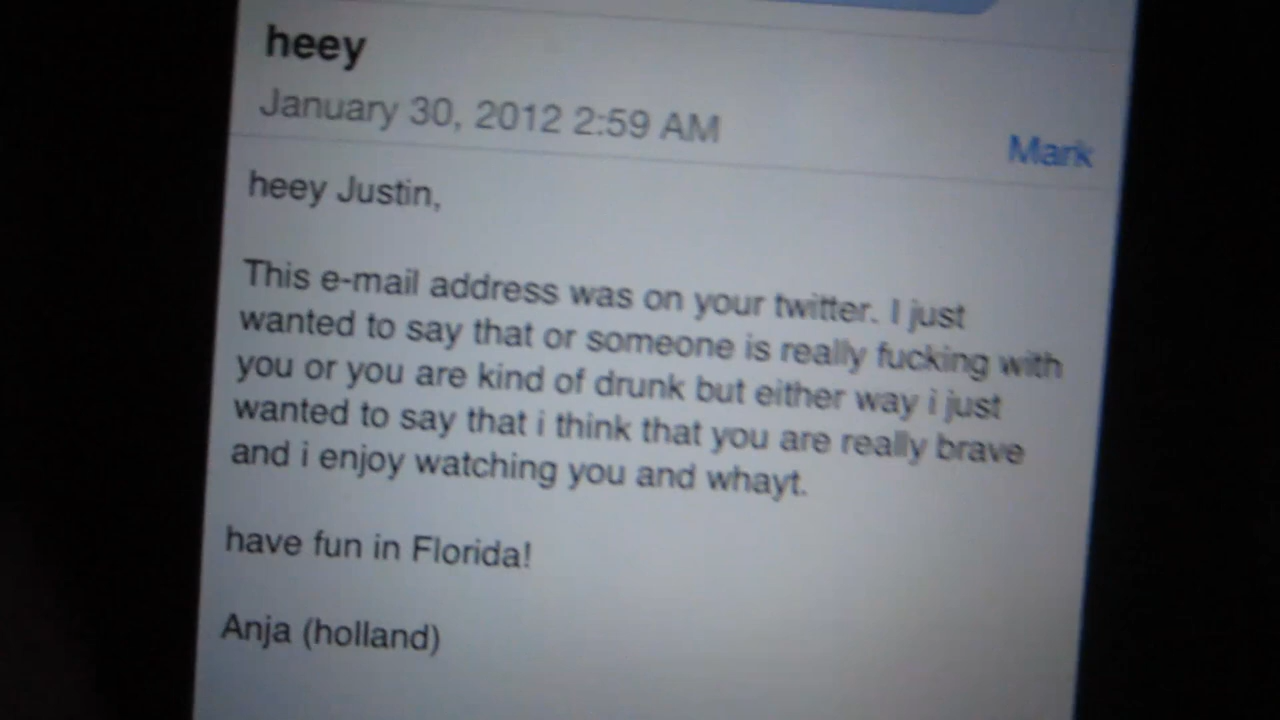 heey
January 30, 2012 2:59 AM
Mark
heey Justin,
This e-mail address was on your twitter. I just
wanted to say that or someone is really fucking with
you or you are kind of drunk but either way i just
wanted to say that i think that you are really brave
and i enjoy watching you and whayt.
have fun in Florida!
Anja (holland)